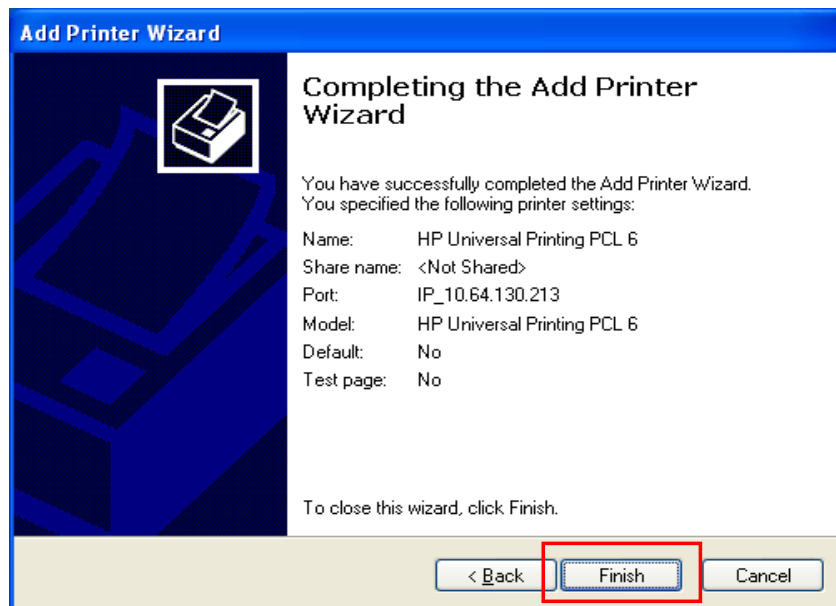 Add Printer Wizard
Completing the Add Printer
Wizard
You have successfully completed the Add Printer Wizard.
You specified the following printer settings:
Name: HP Universal Printing PCL 6
Share name: <Not Shared>
Port: IP_10.64.130.213
Model: HP Universal Printing PCL 6
Default: No
Test page: No
To close this wizard, click Finish.
< Back Finish Cancel